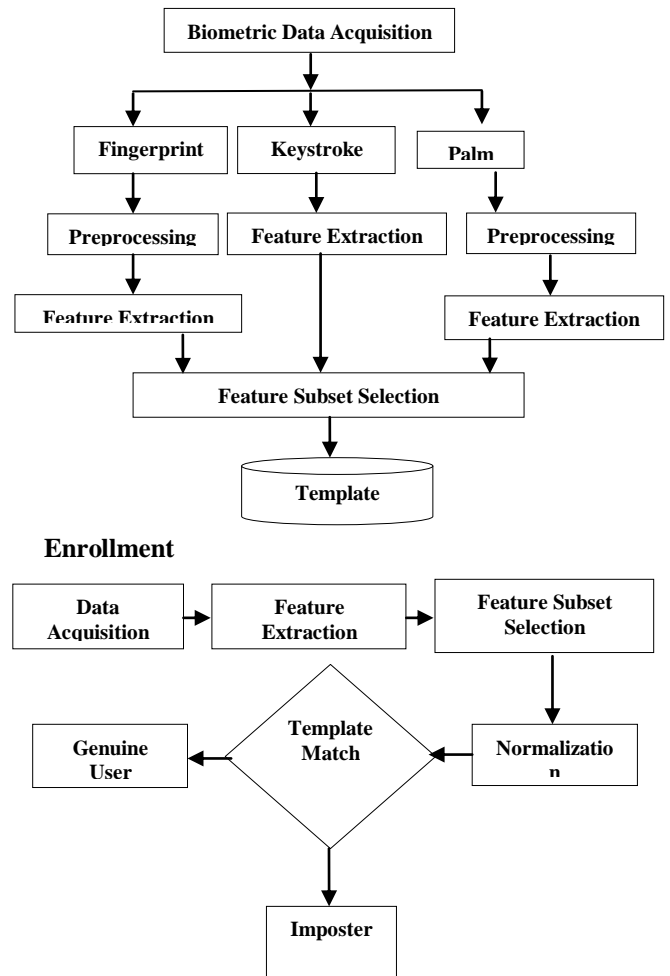 Biometric Data Acquisition
Fingerprint
Keystroke
Palm
Preprocessing
Feature Extraction
Preprocessing
Feature Extraction
Feature Extraction
Feature Subset Selection
Template
Enrollment
Data
Acquisition
Feature
Extraction
Feature Subset
Selection
Genuine
User
Template
Match
Normalizatio
n
Imposter